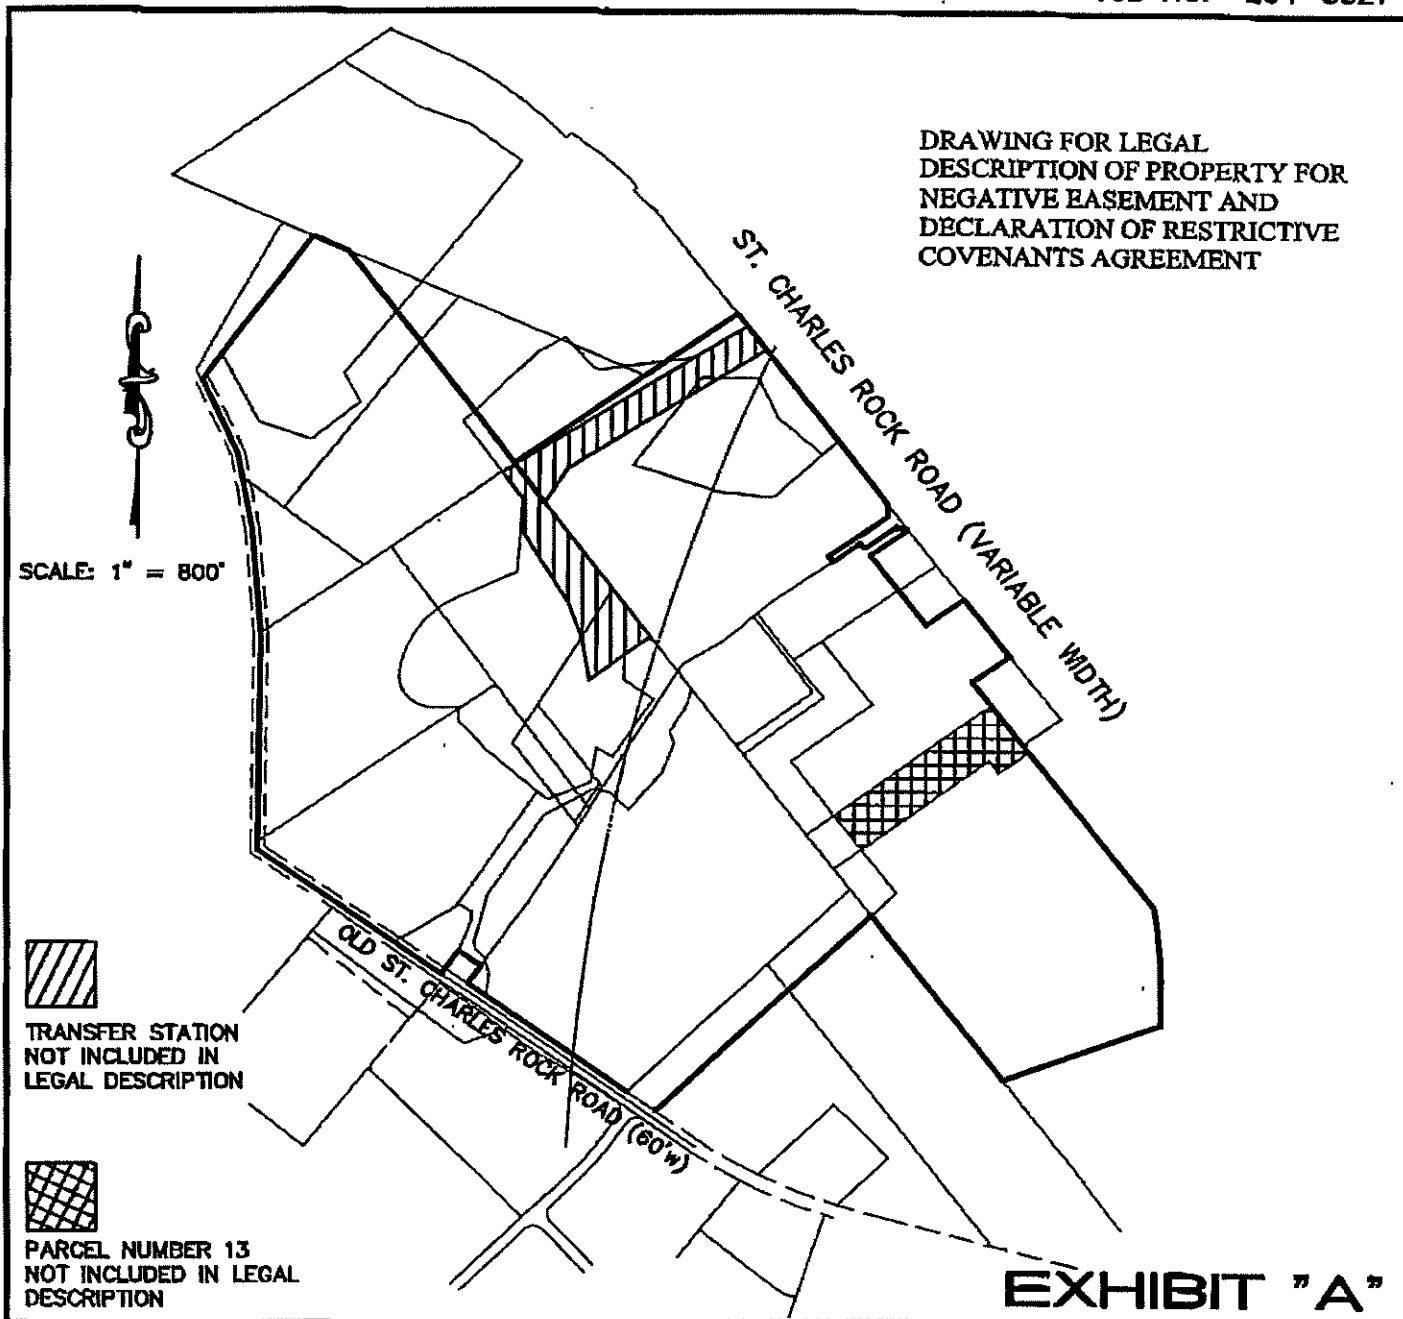 DRAWING FOR LEGAL
DESCRIPTION OF PROPERTY FOR
NEGATIVE EASEMENT AND
DECLARATION OF RESTRICTIVE
COVENANTS AGREEMENT
ST. CHARLES ROCK ROAD (VARIABLE WIDTH)
SCALE: 1" = 800'
OLD ST. CHARLES ROCK ROAD (60'w)
TRANSFER STATION
NOT INCLUDED IN
LEGAL DESCRIPTION
PARCEL NUMBER 13
NOT INCLUDED IN LEGAL
DESCRIPTION
EXHIBIT "A"